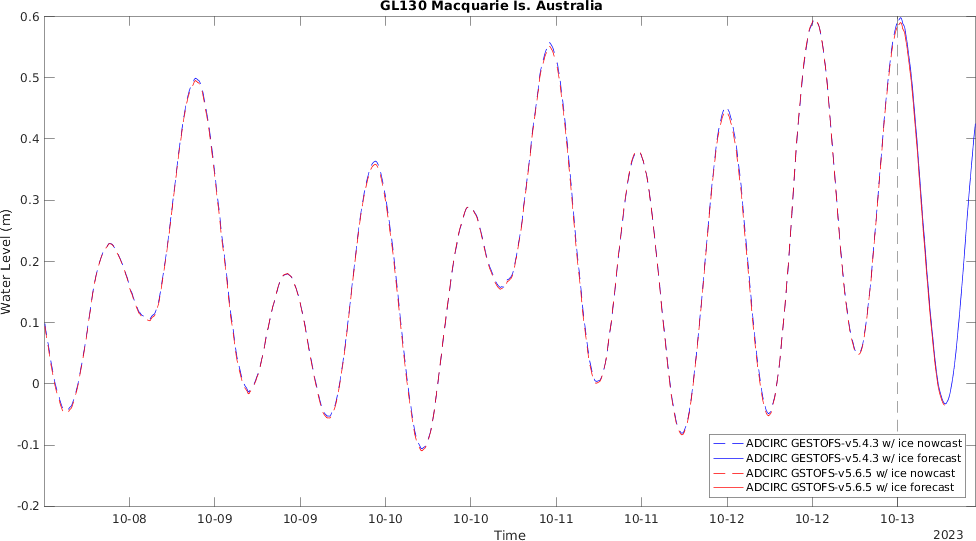 GL130 Macquarie Is. Australia
0.6
0.5
0.4
0.3
0.2
0.1
0
-0.1
-0.2
Water Level (m)
ADCIRC GESTOFS-v5.4.3 w/ ice nowcast
ADCIRC GESTOFS-v5.4.3 w/ ice forecast
ADCIRC GSTOFS-v5.6.5 w/ ice nowcast
ADCIRC GSTOFS-v5.6.5 w/ ice forecast
10-08 10-09 10-09 10-10 10-10 10-11 10-11 10-12 10-12 10-13
Time
2023